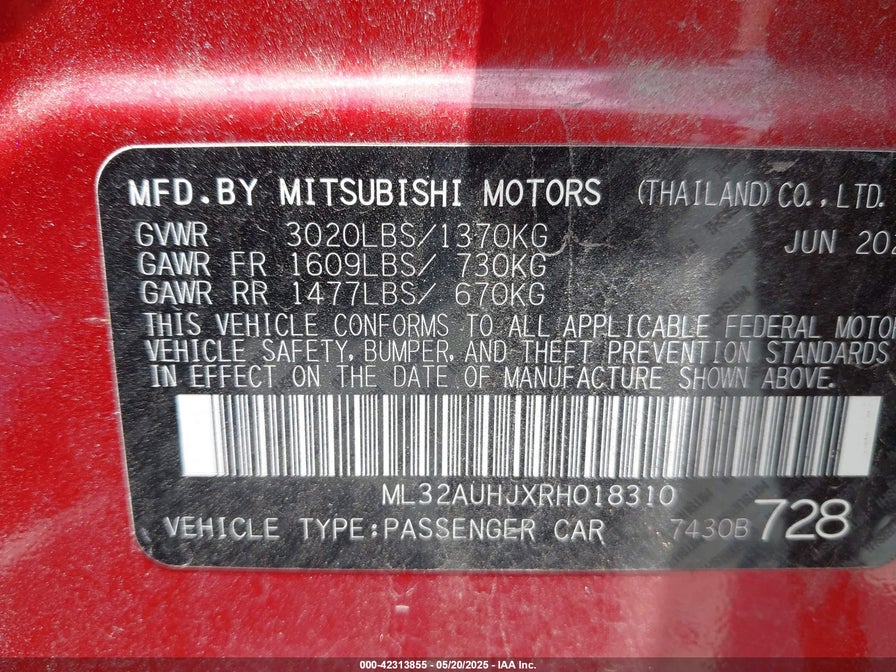 MFD.BY MITSUBISHI MOTORS (THAILAND) CO.,LTD.
GVWR 3020LBS/1370KG JUN 202
GAWR FR 1609LBS/ 730KG
GAWR RR 1477LBS/ 670KG
THIS VEHICLE CONFORMS TO ALL APPLICABLE FEDERAL MOTOR
VEHICLE SAFETY, BUMPER, AND THEFT PREVENTION STANDARDS
IN EFFECT ON THE DATE OF MANUFACTURE SHOWN ABOVE.
ML32AUHJXRH018310
VEHICLE TYPE:PASSENGER CAR 7430B 728
000-42313855 — 05/20/2025 — IAA Inc.